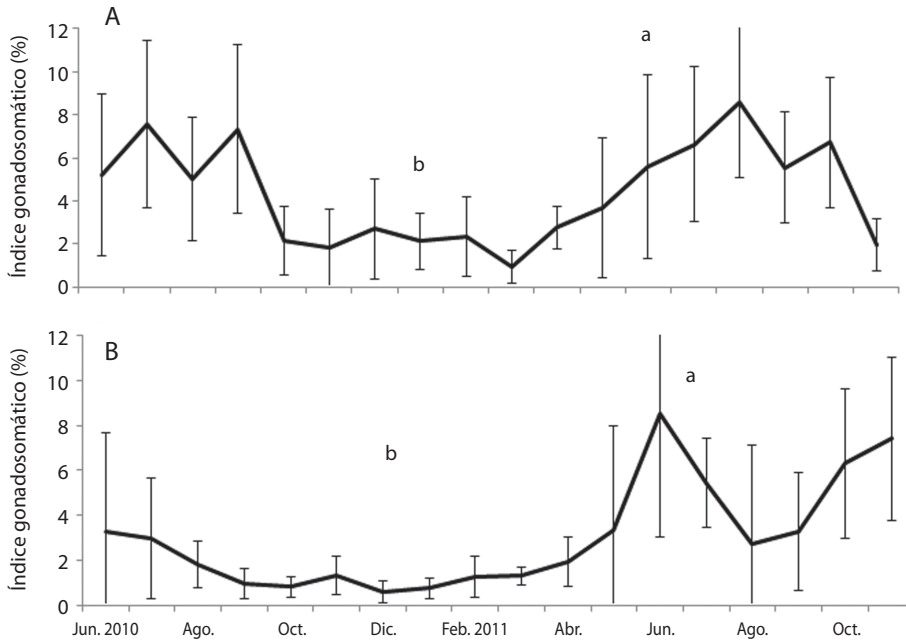 A
Índice gonadosomático (%)
12
10
8
6
4
2
0
a
b
B
Índice gonadosomático (%)
12
10
8
6
4
2
0
a
b
Jun. 2010 Ago. Oct. Dic. Feb. 2011 Abr. Jun. Ago. Oct.